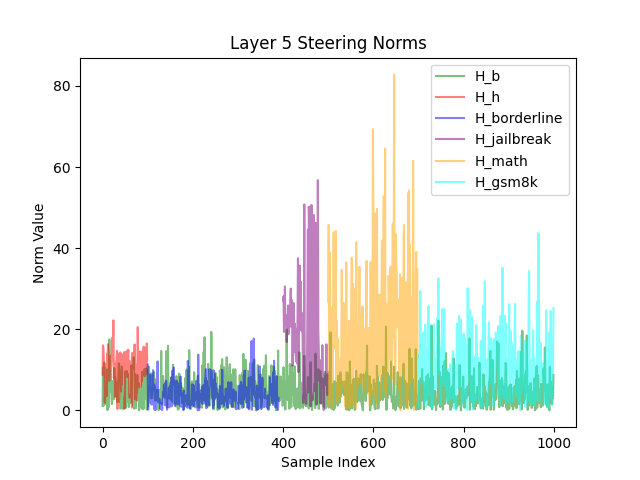 Layer 5 Steering Norms
Norm Value
80
60
40
20
0
H_b
H_h
H_borderline
H_jailbreak
H_math
H_gsm8k
0
200
400
600
800
1000
Sample Index